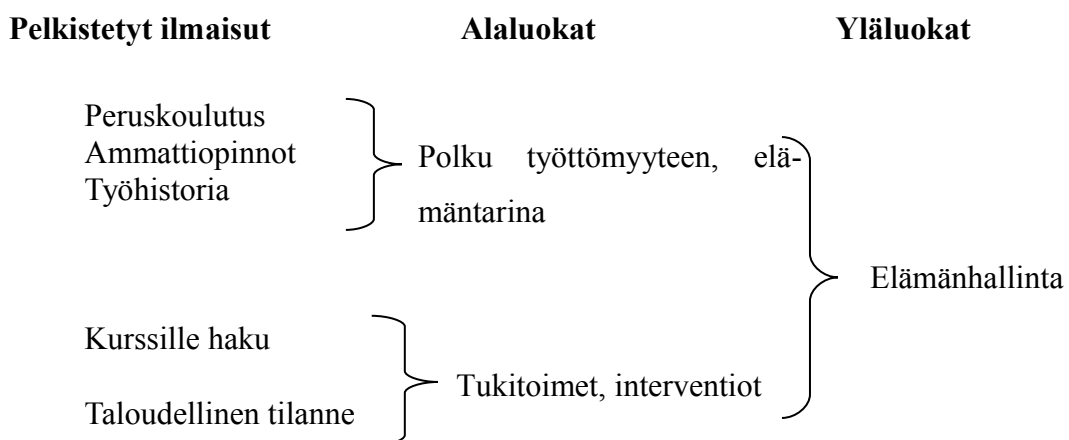 Pelkistetyt ilmaisut Alaluokat Yläluokat
Peruskoulutus
Ammattiopinnot
Työhistoria
Polku työttömyyteen, elä-
mäntarina
Kurssille haku
Taloudellinen tilanne
Tukitoimet, interventiot
Elämänhallinta